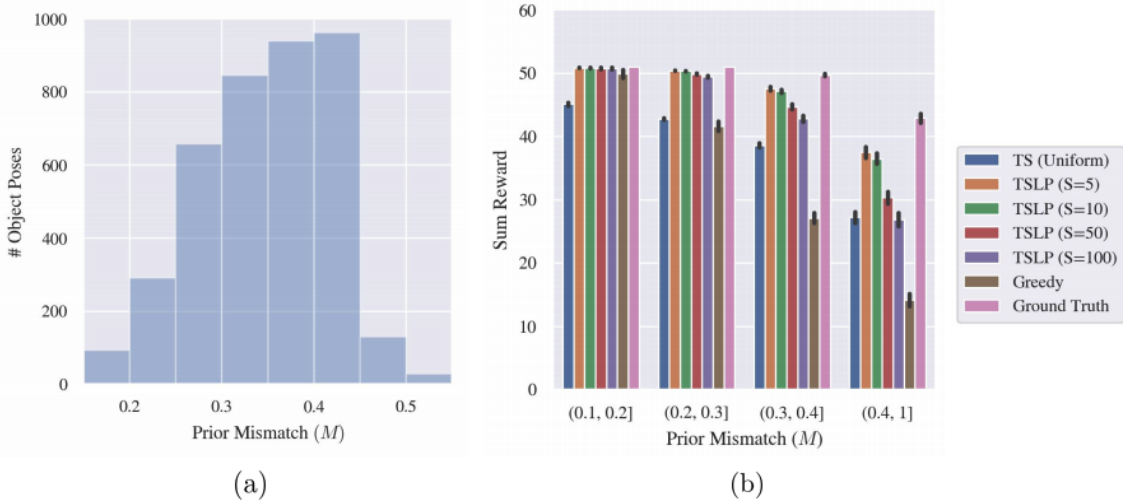 1000
800
600
400
200
0
# Object Poses
0.2
0.3
0.4
0.5
Prior Mismatch (M)
(a)
60
50
40
30
20
10
0
Sum Reward
(0.1, 0.2]
(0.2, 0.3]
(0.3, 0.4]
(0.4, 1]
Prior Mismatch (M)
(b)
TS (Uniform)
TSLP (S=5)
TSLP (S=10)
TSLP (S=50)
TSLP (S=100)
Greedy
Ground Truth